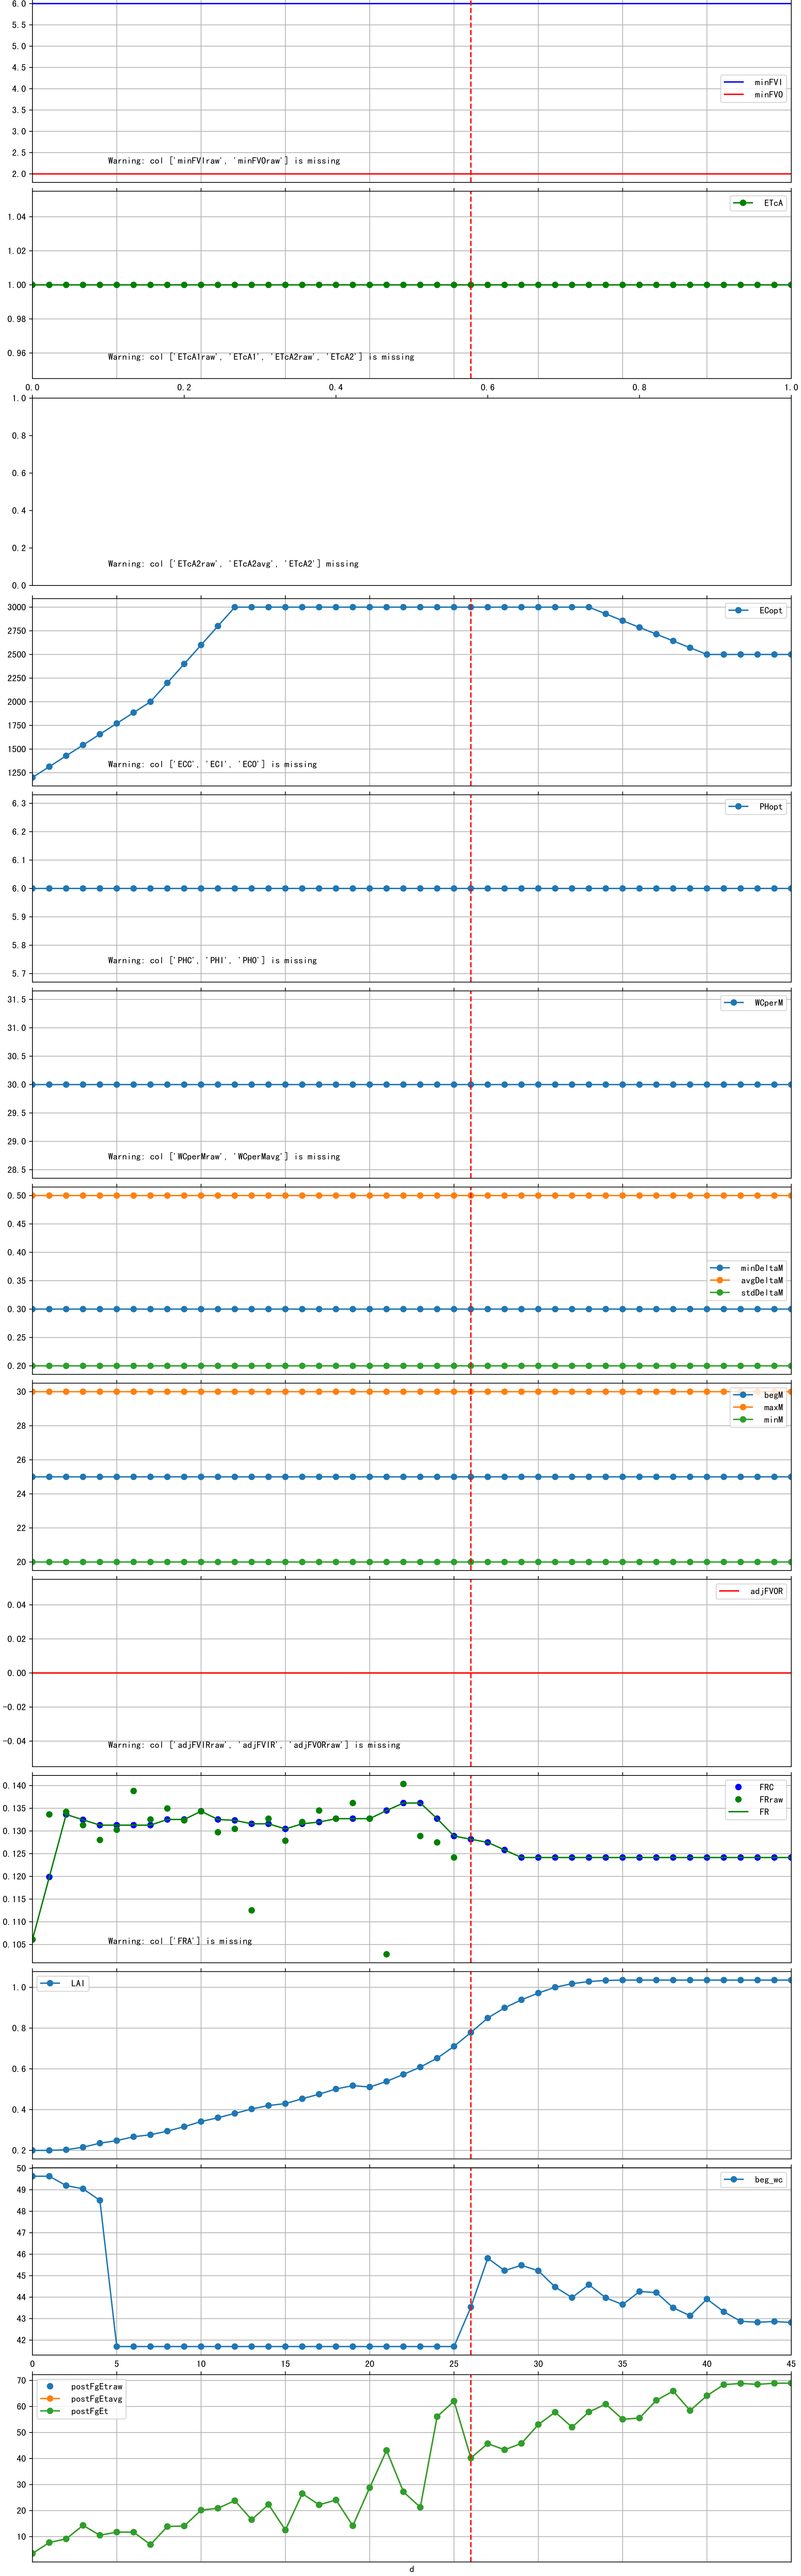 6.0
5.5
5.0
4.5
4.0
3.5
3.0
2.5
2.0
minFVI
minFVO
Warning: col ['minFVIraw', 'minFVOraw'] is missing
1.04
1.02
1.00
0.98
0.96
ETcA
Warning: col ['ETcA1raw', 'ETcA1', 'ETcA2raw', 'ETcA2'] is missing
0.0 0.2 0.4 0.6 0.8 1.0
1.0
0.8
0.6
0.4
0.2
0.0
Warning: col ['ETcA2raw', 'ETcA2avg', 'ETcA2'] missing
3000
2750
2500
2250
2000
1750
1500
1250
ECopt
Warning: col ['ECC', 'ECI', 'ECO'] is missing
6.3
6.2
6.1
6.0
5.9
5.8
5.7
PHopt
Warning: col ['PHC', 'PHI', 'PHO'] is missing
31.5
31.0
30.5
30.0
29.5
29.0
28.5
WCperM
Warning: col ['WCperMraw', 'WCperMavg'] is missing
0.50
0.45
0.40
0.35
0.30
0.25
0.20
minDeltaM
avgDeltaM
stdDeltaM
30
28
26
24
22
20
begM
maxM
minM
0.04
0.02
0.00
-0.02
-0.04
adjFVOR
Warning: col ['adjFVIRraw', 'adjFVIR', 'adjFVORraw'] is missing
0.140
0.135
0.130
0.125
0.120
0.115
0.110
0.105
FRC
FRraw
FR
Warning: col ['FRA'] is missing
1.0
0.8
0.6
0.4
0.2
LAI
50
49
48
47
46
45
44
43
42
beg_wc
0 5 10 15 20 25 30 35 40 45
70
60
50
40
30
20
10
postFgEtraw
postFgEtavg
postFgEt
d